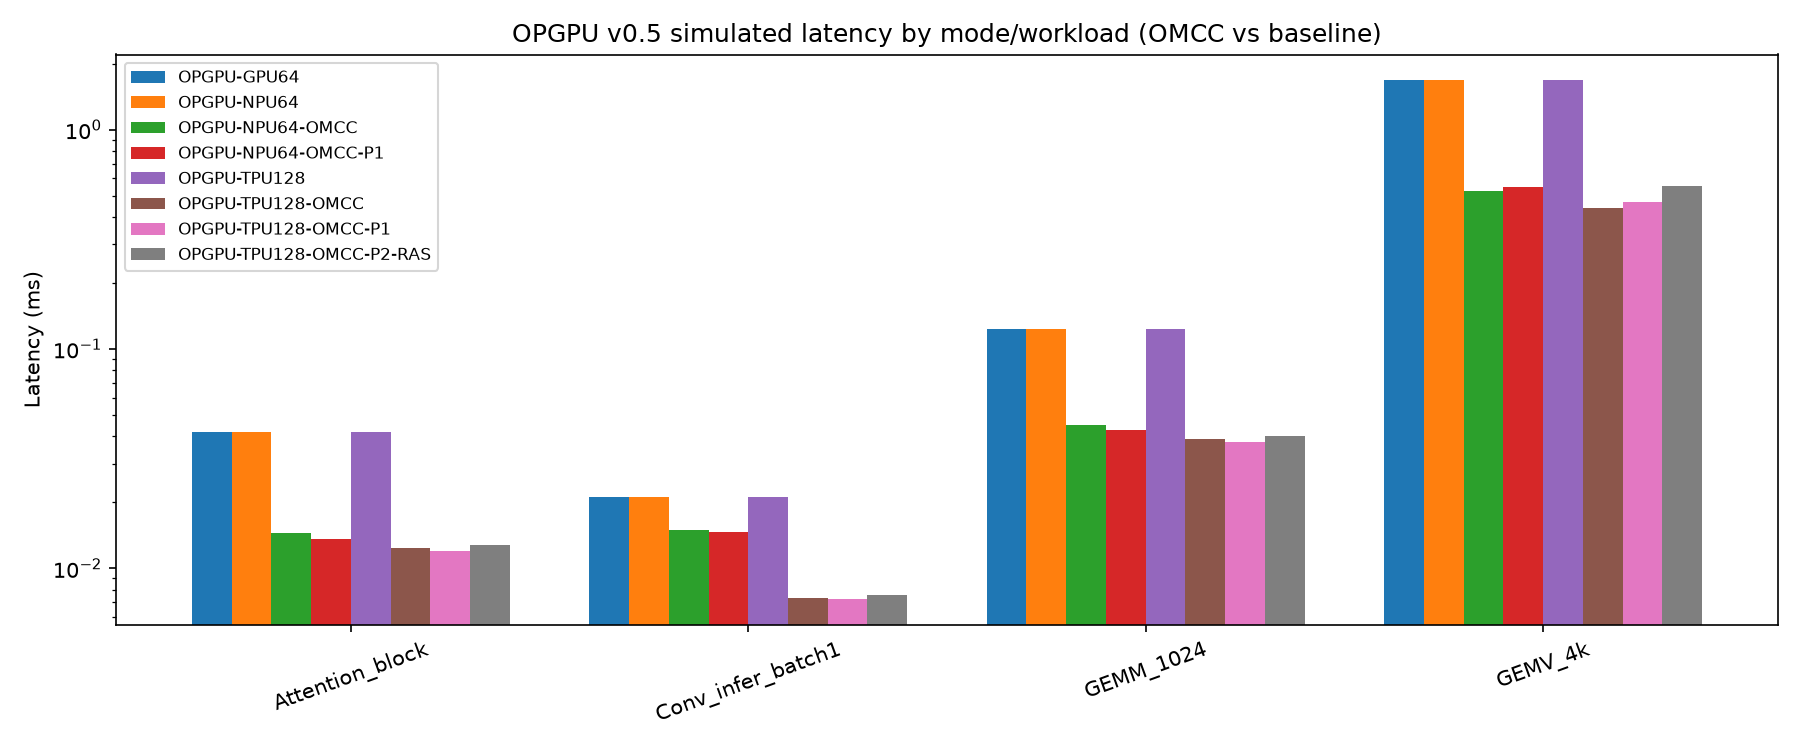 OPGPU v0.5 simulated latency by mode/workload (OMCC vs baseline)
OPGPU-GPU64
OPGPU-NPU64
OPGPU-NPU64-OMCC
OPGPU-NPU64-OMCC-P1
OPGPU-TPU128
OPGPU-TPU128-OMCC
OPGPU-TPU128-OMCC-P1
OPGPU-TPU128-OMCC-P2-RAS
Latency (ms)
10⁰
10⁻¹
10⁻²
Attention_block
Conv_infer_batch1
GEMM_1024
GEMV_4k